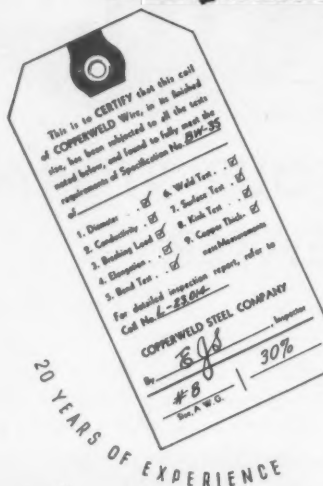 This is to CERTIFY that this coil
of COPPERWELD Wire, in its finished
size, has been subjected to all the tests
noted below, and found to fully meet the
requirements of Specification No. BW-35
of
1. Diameter . . ☑
2. Conductivity . ☑
3. Breaking Load ☑
4. Elongation . . ☑
5. Bend Test . . ☑
6. Weld Test . . ☑
7. Surface Test . ☑
8. Kink Test . . ☑
9. Copper Thick- ☑
ness Measurements
For detailed inspection report, refer to
Coil No. L-23014
COPPERWELD STEEL COMPANY
By EJS, Inspector
#8 30%
Size, A. W. G.
20 YEARS OF EXPERIENCE